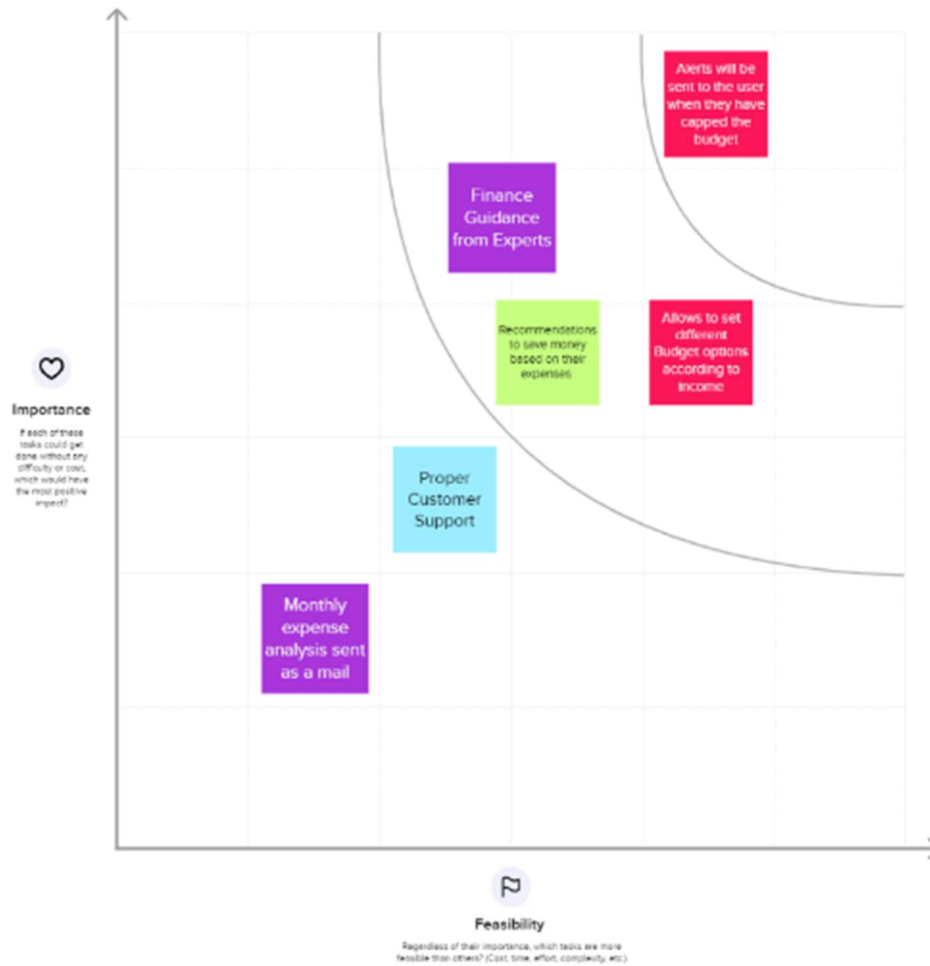 Alerts will be
sent to the user
when they have
capped the
budget
Finance
Guidance
from Experts
Recommendations
to save money
based on their
expenses
Allows to set
different
Budget options
according to
Income
Importance
If each of these
tasks could get
done without any
difficulty or cost,
which would have
the most positive
impact?
Proper
Customer
Support
Monthly
expense
analysis sent
as a mail
Feasibility
Regardless of their importance, which tasks are more
feasible than others? (Cost, time, effort, complexity, etc.)